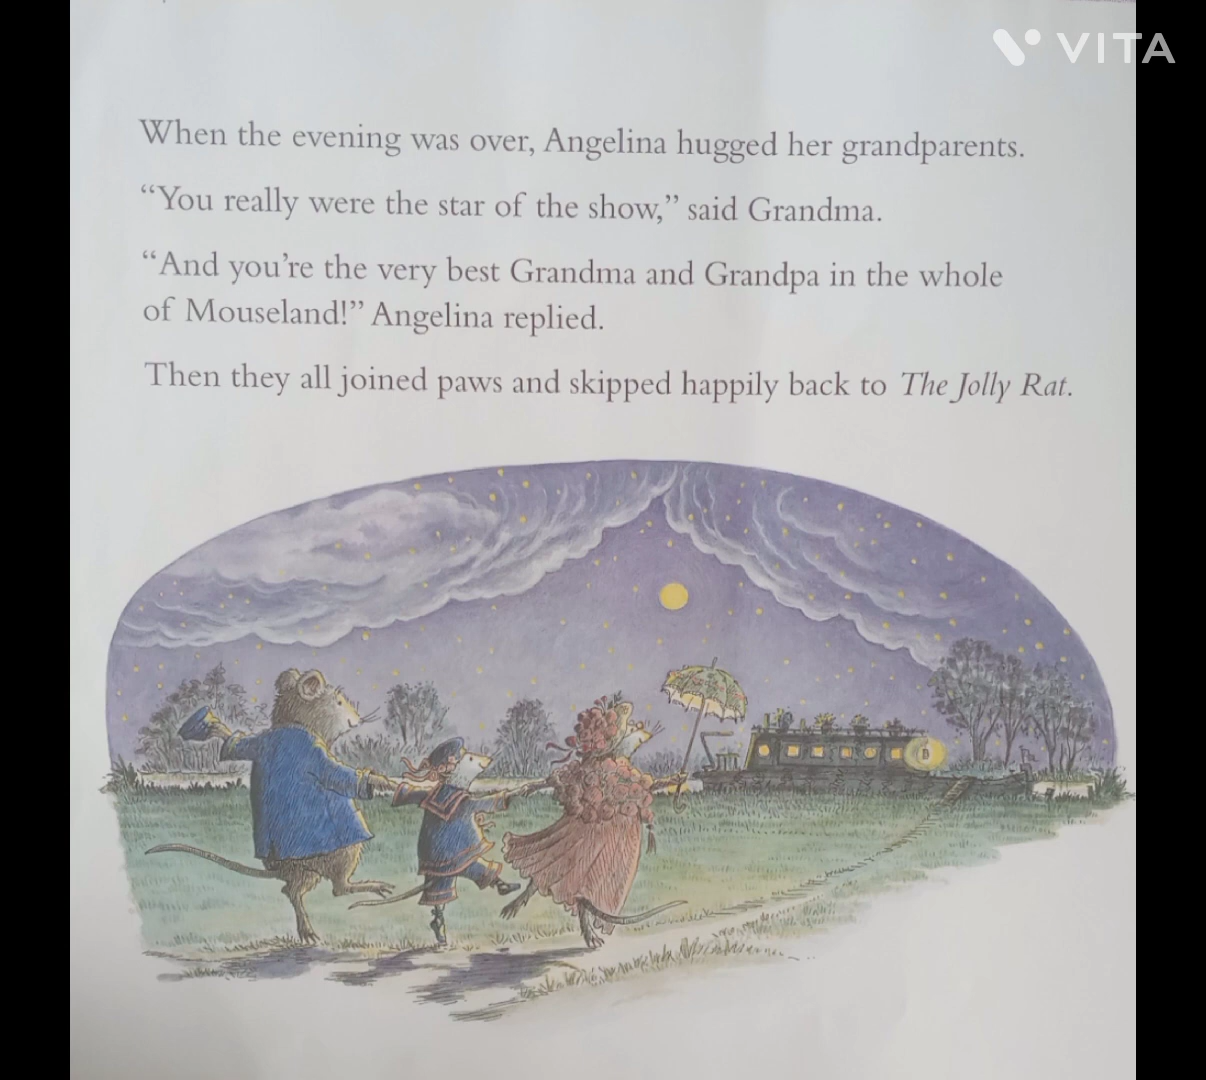 VITA
When the evening was over, Angelina hugged her grandparents.
“You really were the star of the show,” said Grandma.
“And you’re the very best Grandma and Grandpa in the whole
of Mouseland!” Angelina replied.
Then they all joined paws and skipped happily back to The Jolly Rat.